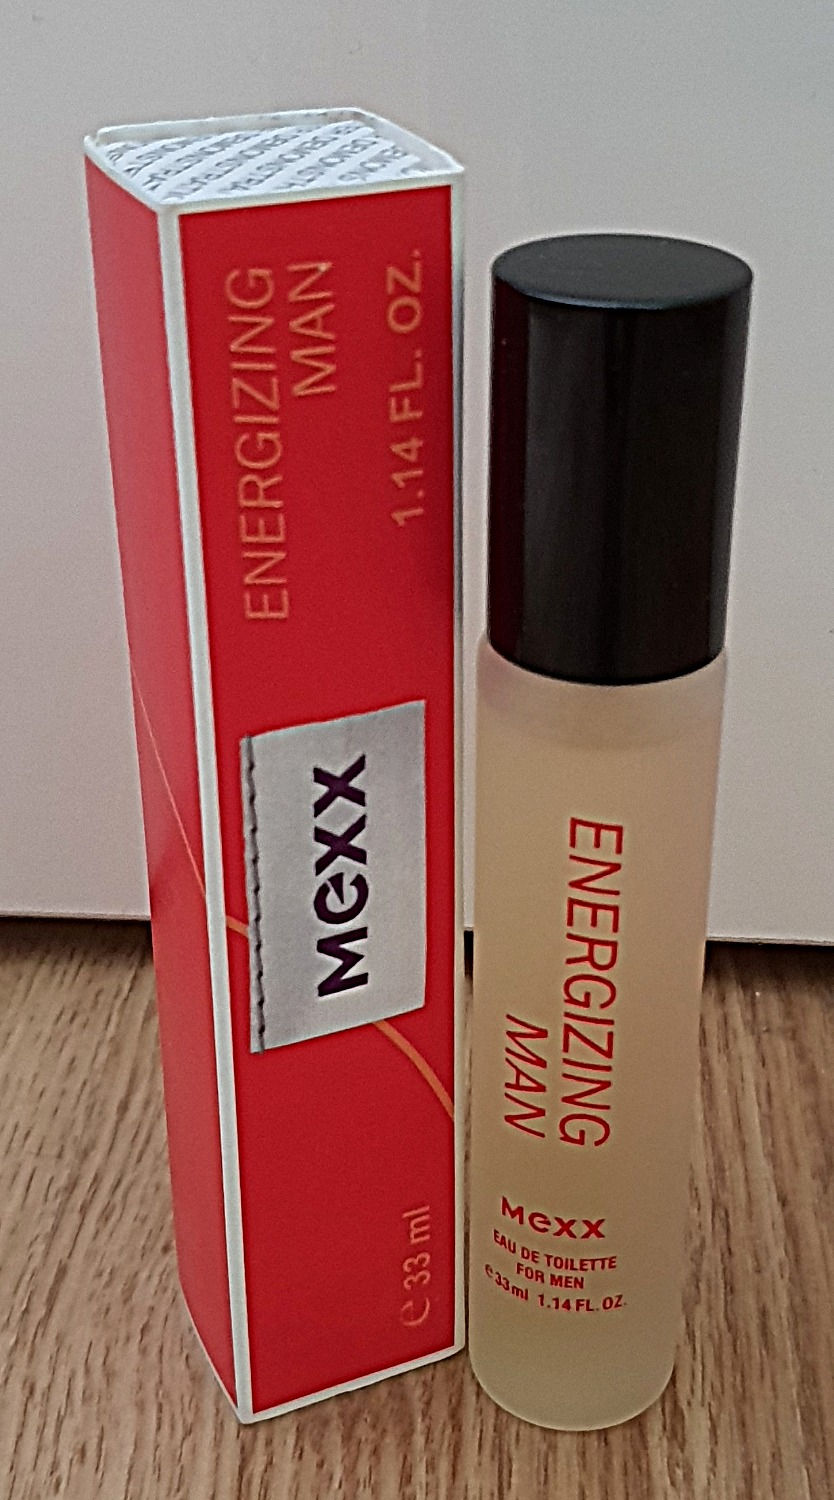 ENERGIZING
MAN
1.14 FL. OZ.
Mexx
e 33 ml
ENERGIZING
MAN
Mexx
EAU DE TOILETTE
FOR MEN
e33ml 1.14 FL. OZ.